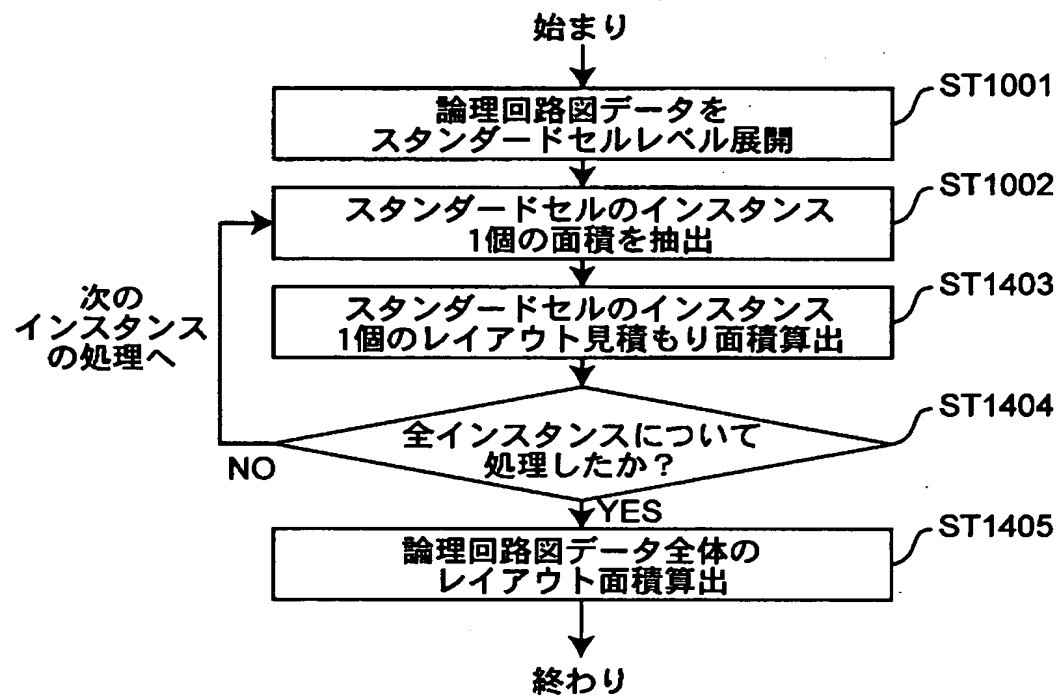 始まり
ST1001
論理回路図データを
スタンダードセルレベル展開
ST1002
スタンダードセルのインスタンス
1個の面積を抽出
ST1403
スタンダードセルのインスタンス
1個のレイアウト見積もり面積算出
次の
インスタンス
の処理へ
ST1404
全インスタンスについて
処理したか？
NO
YES
ST1405
論理回路図データ全体の
レイアウト面積算出
終わり